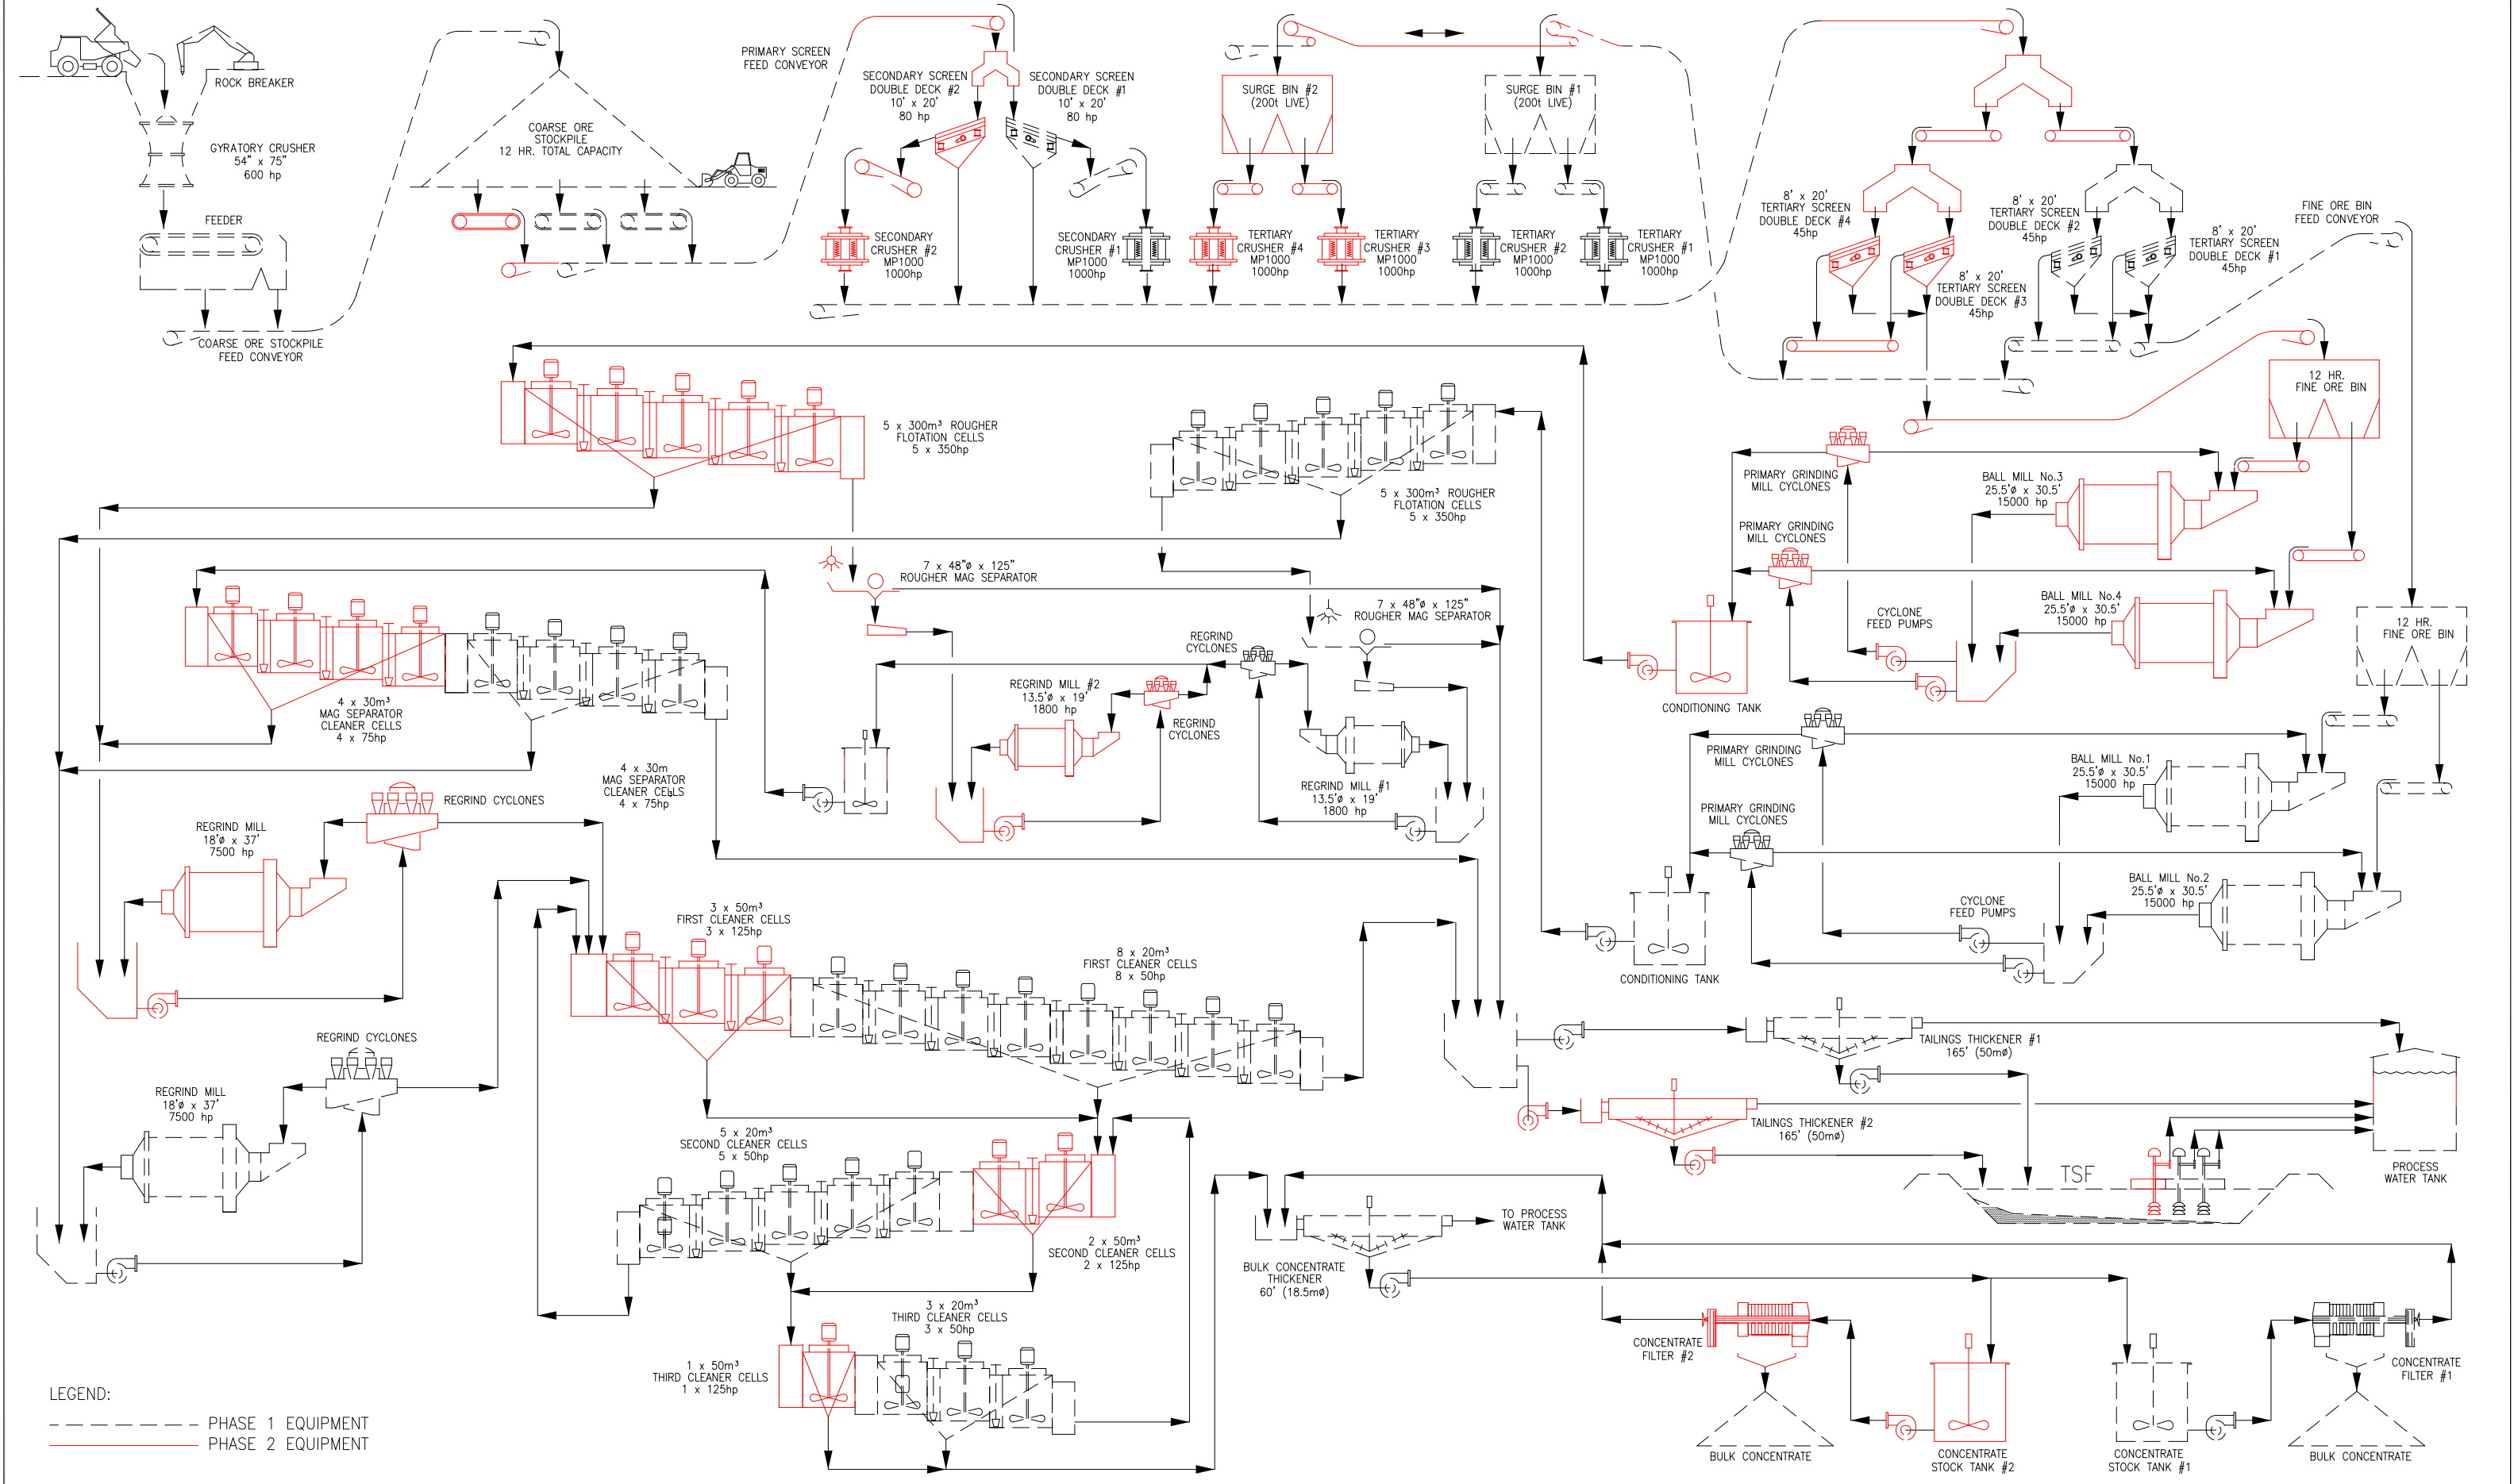 ROCK BREAKER
GYRATORY CRUSHER
54" x 75"
600 hp
FEEDER
COARSE ORE STOCKPILE
FEED CONVEYOR
COARSE ORE
STOCKPILE
12 HR. TOTAL CAPACITY
PRIMARY SCREEN
FEED CONVEYOR
SECONDARY SCREEN
DOUBLE DECK #2
10' x 20'
80 hp
SECONDARY SCREEN
DOUBLE DECK #1
10' x 20'
80 hp
SECONDARY
CRUSHER #2
MP1000
1000hp
SECONDARY
CRUSHER #1
MP1000
1000hp
SURGE BIN #2
(200t LIVE)
SURGE BIN #1
(200t LIVE)
TERTIARY
CRUSHER #4
MP1000
1000hp
TERTIARY
CRUSHER #3
MP1000
1000hp
TERTIARY
CRUSHER #2
MP1000
1000hp
TERTIARY
CRUSHER #1
MP1000
1000hp
8' x 20'
TERTIARY SCREEN
DOUBLE DECK #4
45hp
8' x 20'
TERTIARY SCREEN
DOUBLE DECK #3
45hp
8' x 20'
TERTIARY SCREEN
DOUBLE DECK #2
45hp
8' x 20'
TERTIARY SCREEN
DOUBLE DECK #1
45hp
FINE ORE BIN
FEED CONVEYOR
12 HR.
FINE ORE BIN
5 x 300m³ ROUGHER
FLOTATION CELLS
5 x 350hp
5 x 300m³ ROUGHER
FLOTATION CELLS
5 x 350hp
PRIMARY GRINDING
MILL CYCLONES
BALL MILL No.3
25.5'ø x 30.5'
15000 hp
PRIMARY GRINDING
MILL CYCLONES
BALL MILL No.4
25.5'ø x 30.5'
15000 hp
CYCLONE
FEED PUMPS
CONDITIONING TANK
12 HR.
FINE ORE BIN
7 x 48"ø x 125"
ROUGHER MAG SEPARATOR
7 x 48"ø x 125"
ROUGHER MAG SEPARATOR
REGRIND
CYCLONES
REGRIND MILL #2
13.5'ø x 19'
1800 hp
REGRIND
CYCLONES
REGRIND MILL #1
13.5'ø x 19'
1800 hp
4 x 30m³
MAG SEPARATOR
CLEANER CELLS
4 x 75hp
4 x 30m
MAG SEPARATOR
CLEANER CELLS
4 x 75hp
PRIMARY GRINDING
MILL CYCLONES
BALL MILL No.1
25.5'ø x 30.5'
15000 hp
PRIMARY GRINDING
MILL CYCLONES
BALL MILL No.2
25.5'ø x 30.5'
15000 hp
CYCLONE
FEED PUMPS
CONDITIONING TANK
REGRIND CYCLONES
REGRIND MILL
18'ø x 37'
7500 hp
REGRIND CYCLONES
REGRIND MILL
18'ø x 37'
7500 hp
3 x 50m³
FIRST CLEANER CELLS
3 x 125hp
8 x 20m³
FIRST CLEANER CELLS
8 x 50hp
5 x 20m³
SECOND CLEANER CELLS
5 x 50hp
2 x 50m³
SECOND CLEANER CELLS
2 x 125hp
3 x 20m³
THIRD CLEANER CELLS
3 x 50hp
1 x 50m³
THIRD CLEANER CELLS
1 x 125hp
TAILINGS THICKENER #1
165' (50mø)
TAILINGS THICKENER #2
165' (50mø)
TSF
PROCESS
WATER TANK
TO PROCESS
WATER TANK
BULK CONCENTRATE
THICKENER
60' (18.5mø)
CONCENTRATE
FILTER #2
CONCENTRATE
FILTER #1
BULK CONCENTRATE
CONCENTRATE
STOCK TANK #2
CONCENTRATE
STOCK TANK #1
BULK CONCENTRATE
LEGEND:
PHASE 1 EQUIPMENT
PHASE 2 EQUIPMENT